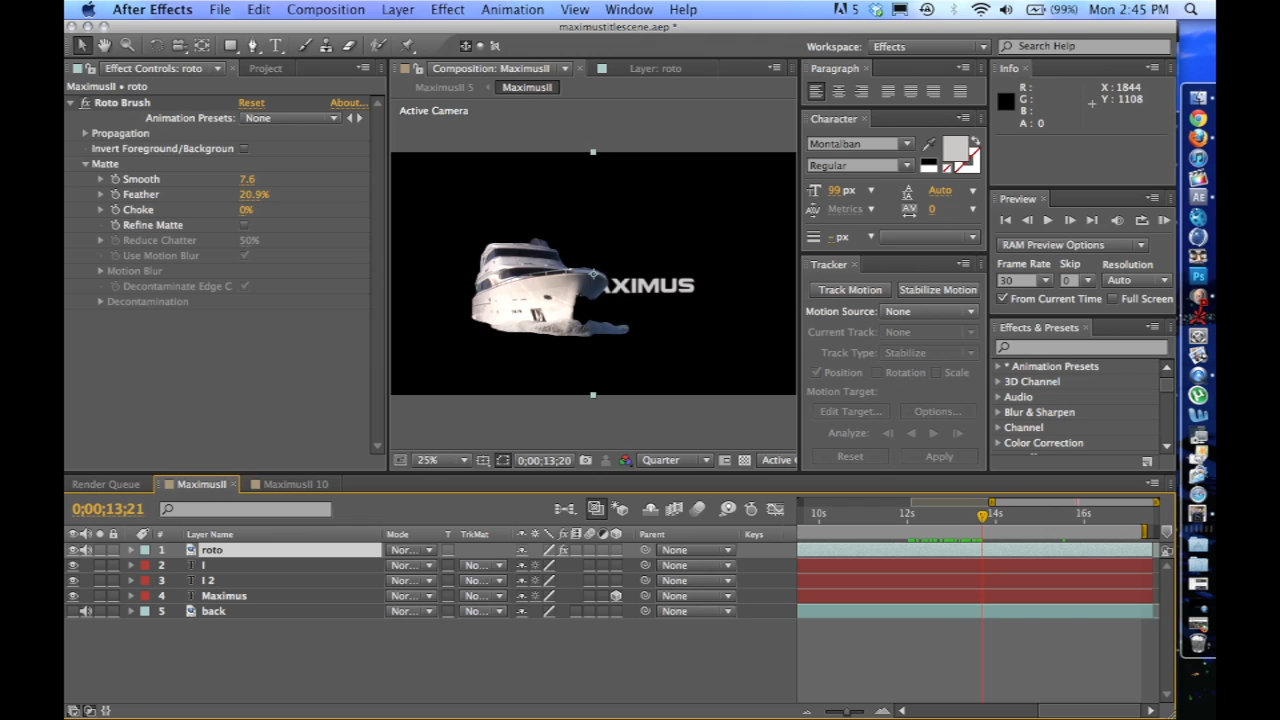 After Effects File Edit Composition Layer Effect Animation View Window Help 5 (99%) Mon 2:45 PM
maximustitlescene.aep *
Workspace: Effects Search Help
Effect Controls: roto Project
MaximusII • roto
fx Roto Brush Reset About...
Animation Presets: None
Propagation
Invert Foreground/Backgroun
Matte
Smooth 7.6
Feather 20.9%
Choke 0%
Refine Matte
Reduce Chatter 50%
Use Motion Blur
Motion Blur
Decontaminate Edge C
Decontamination
Composition: MaximusII Layer: roto
MaximusII 5 MaximusII
Active Camera
AXIMUS
25% 0;00;13;20 Quarter Active
Paragraph
Character
Montalban
Regular
99 px Auto
Metrics 0
- px
Tracker
Track Motion Stabilize Motion
Motion Source: None
Current Track: None
Track Type: Stabilize
Position Rotation Scale
Motion Target:
Edit Target... Options...
Analyze:
Reset Apply
Info
R: X: 1844
G: Y: 1108
B:
A: 0
Preview
RAM Preview Options
Frame Rate Skip Resolution
30 0 Auto
From Current Time Full Screen
Effects & Presets
* Animation Presets
3D Channel
Audio
Blur & Sharpen
Channel
Color Correction
Render Queue MaximusII MaximusII 10
0;00;13;21
10s 12s 14s 16s
# Layer Name Mode T TrkMat Parent Keys
1 roto Nor... None
2 T I Nor... No... None
3 T I 2 Nor... No... None
4 T Maximus Nor... No... None
5 back Nor... No... None